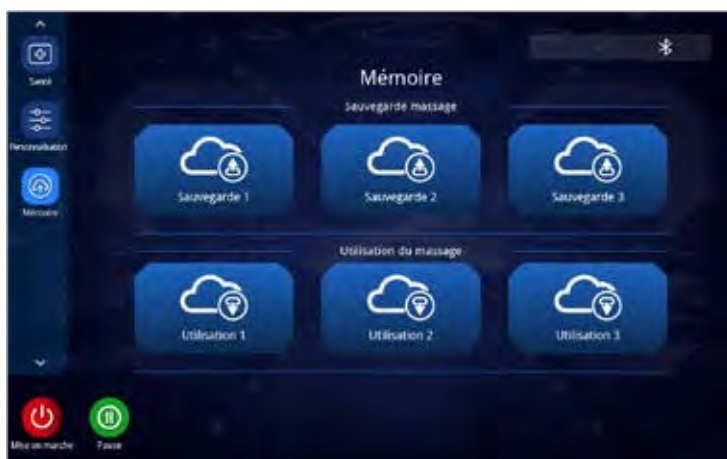 Santé
Personnalisation
Mémoire
Mémoire
Sauvegarde massage
Sauvegarde 1
Sauvegarde 2
Sauvegarde 3
Utilisation du massage
Utilisation 1
Utilisation 2
Utilisation 3
Mise en marche
Pause